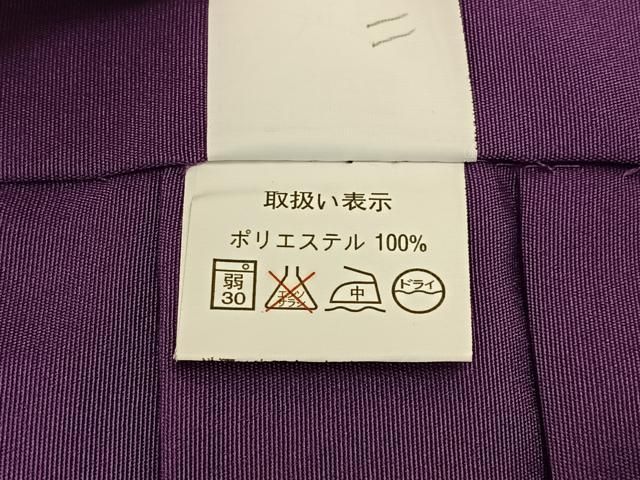 取扱い表示
ポリエステル 100%
弱 30 エンソ サラシ 中 ドライ